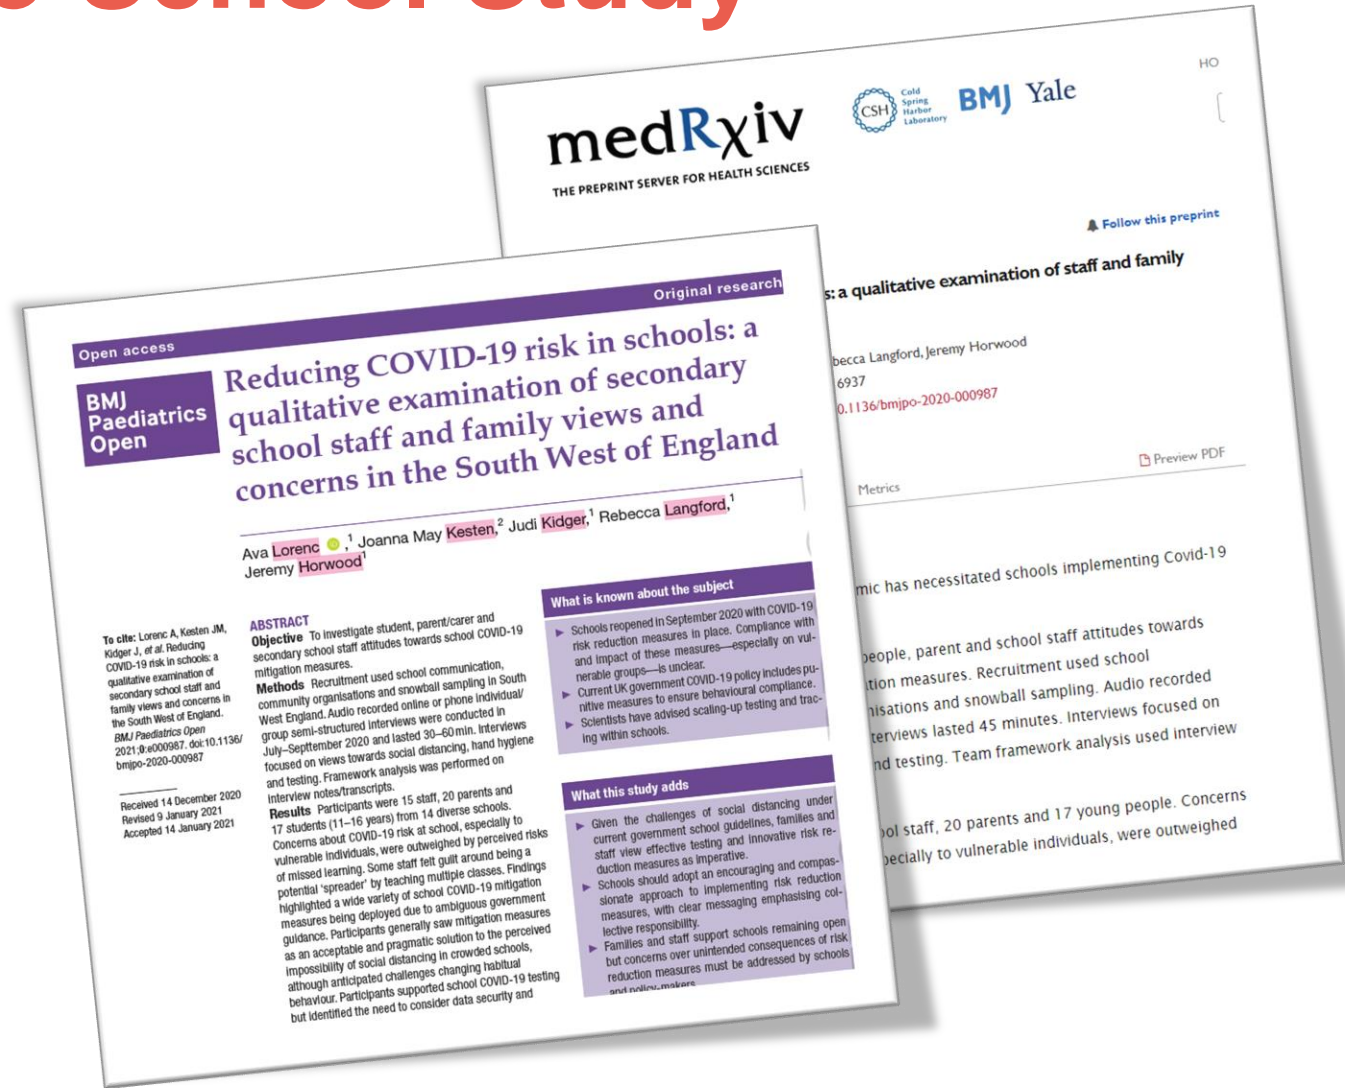 School Study
medRχiv
THE PREPRINT SERVER FOR HEALTH SCIENCES
CSH
Cold
Spring
Harbor
Laboratory
BMJ Yale
HO
Follow this preprint
a qualitative examination of staff and family
Langford, Jeremy Horwood
6937
0.1136/bmjpo-2020-000987
Metrics
Preview PDF
has necessitated schools implementing Covid-19
people, parent and school staff attitudes towards
measures. Recruitment used school
and snowball sampling. Audio recorded
interviews lasted 45 minutes. Interviews focused on
and testing. Team framework analysis used interview
staff, 20 parents and 17 young people. Concerns
especially to vulnerable individuals, were outweighed
Open access
Original research
BMJ
Paediatrics
Open
Reducing COVID-19 risk in schools: a
qualitative examination of secondary
school staff and family views and
concerns in the South West of England
Ava Lorenc ,1 Joanna May Kesten,2 Judi Kidger,1 Rebecca Langford,1
Jeremy Horwood1
To cite: Lorenc A, Kesten JM,
Kidger J, et al. Reducing
COVID-19 risk in schools: a
qualitative examination of
secondary school staff and
family views and concerns in
the South West of England.
BMJ Paediatrics Open
2021;0:e000987. doi:10.1136/
bmjpo-2020-000987
Received 14 December 2020
Revised 9 January 2021
Accepted 14 January 2021
ABSTRACT
Objective To investigate student, parent/carer and
secondary school staff attitudes towards school COVID-19
mitigation measures.
Methods Recruitment used school communication,
community organisations and snowball sampling in South
West England. Audio recorded online or phone individual/
group semi-structured interviews were conducted in
July–Septtember 2020 and lasted 30–60 min. Interviews
focused on views towards social distancing, hand hygiene
and testing. Framework analysis was performed on
interview notes/transcripts.
Results Participants were 15 staff, 20 parents and
17 students (11–16 years) from 14 diverse schools.
Concerns about COVID-19 risk at school, especially to
vulnerable individuals, were outweighed by perceived risks
of missed learning. Some staff felt guilt around being a
potential 'spreader' by teaching multiple classes. Findings
highlighted a wide variety of school COVID-19 mitigation
measures being deployed due to ambiguous government
guidance. Participants generally saw mitigation measures
as an acceptable and pragmatic solution to the perceived
impossibility of social distancing in crowded schools,
although anticipated challenges changing habitual
behaviour. Participants supported school COVID-19 testing
but identified the need to consider data security and
What is known about the subject
► Schools reopened in September 2020 with COVID-19
risk reduction measures in place. Compliance with
and impact of these measures—especially on vul-
nerable groups—is unclear.
► Current UK government COVID-19 policy includes pu-
nitive measures to ensure behavioural compliance.
► Scientists have advised scaling-up testing and trac-
ing within schools.
What this study adds
► Given the challenges of social distancing under
current government school guidelines, families and
staff view effective testing and innovative risk re-
duction measures as imperative.
► Schools should adopt an encouraging and compas-
sionate approach to implementing risk reduction
measures, with clear messaging emphasising col-
lective responsibility.
► Families and staff support schools remaining open
but concerns over unintended consequences of risk
reduction measures must be addressed by schools
and policy-makers